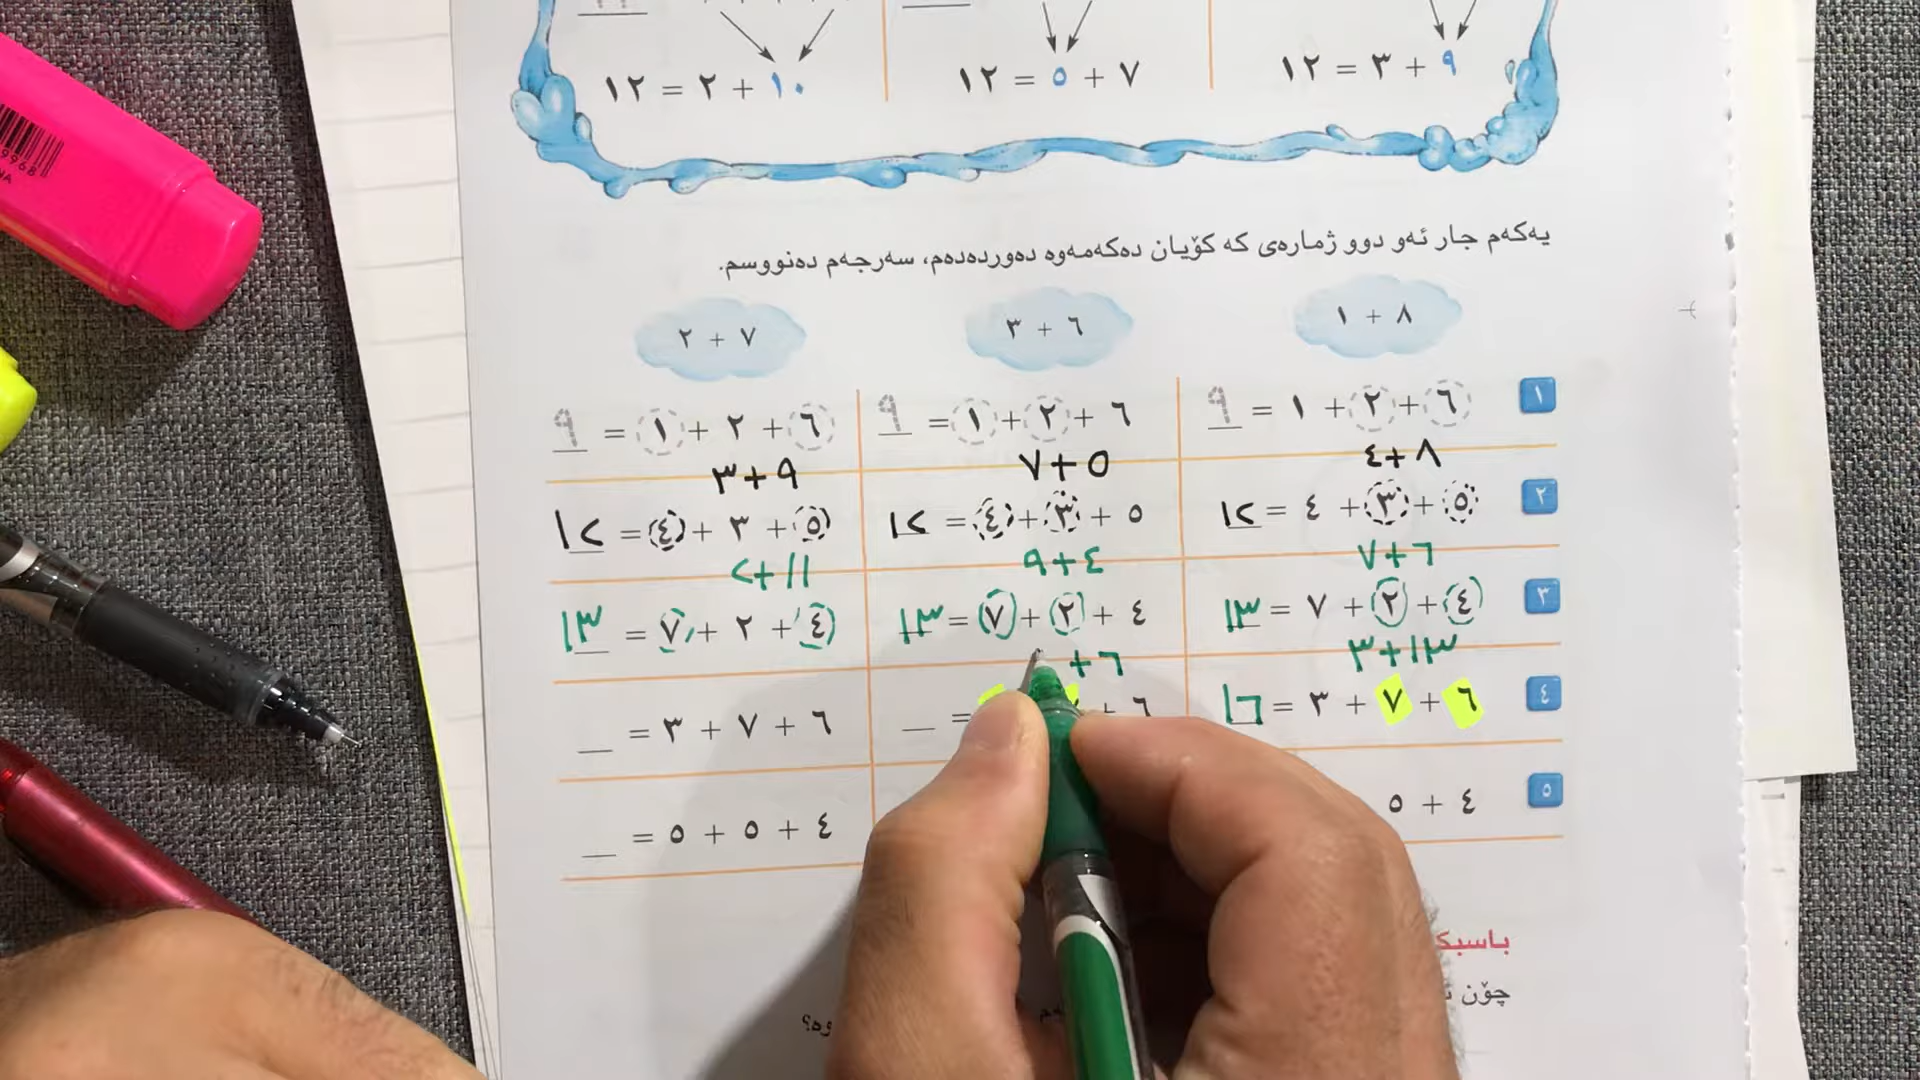 ١٢ = ٣ + ٩
١٢ = ٥ + ٧
١٢ = ٢ + ١٠
یەکەم جار ئەو دوو ژمارەی کە کۆیان دەکەمەوە دەوردەدەم، سەرجەم دەنووسم.
١ + ٨
٣ + ٦
٢ + ٧
١
٩ = ١ + ٢ + ٦
٩ = ١ + ٢ + ٦
٩ = ١ + ٢ + ٦
٤+٨
٧+٥
٣+٩
٢
١٢ = ٤ + ٣ + ٥
١٢ = ٤ + ٣ + ٥
١٢ = ٤ + ٣ + ٥
٧+٦
٩+٤
٢+١١
٣
١٣ = ٧ + ٢ + ٤
١٣ = ٧ + ٢ + ٤
١٣ = ٧ + ٢ + ٤
٣+١٣
+٦
٤
١٦ = ٣ + ٧ + ٦
= + ٦
= ٣ + ٧ + ٦
٥
٥ + ٤
= ٥ + ٥ + ٤
چۆن
وە؟